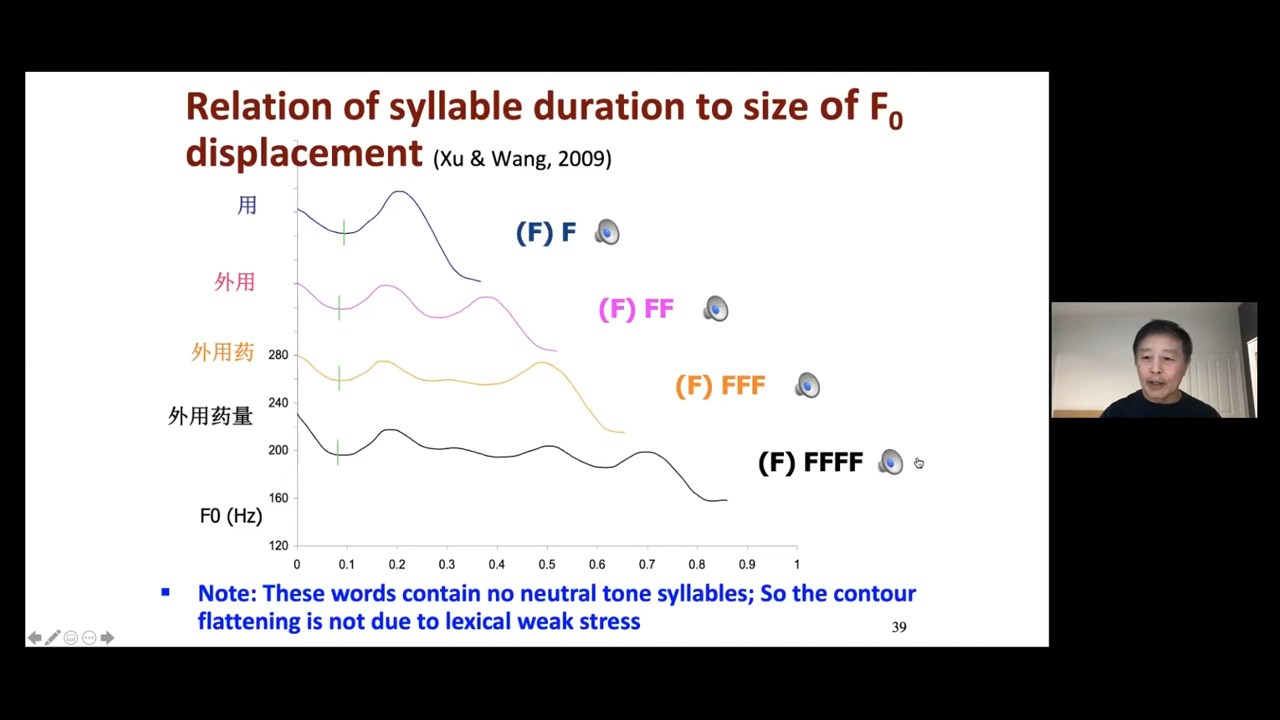 Relation of syllable duration to size of F0
displacement (Xu & Wang, 2009)
用
(F) F
外用
(F) FF
外用药
280
(F) FFF
240
外用药量
200
(F) FFFF
160
F0 (Hz)
120
0 0.1 0.2 0.3 0.4 0.5 0.6 0.7 0.8 0.9 1
▪ Note: These words contain no neutral tone syllables; So the contour
flattening is not due to lexical weak stress
39